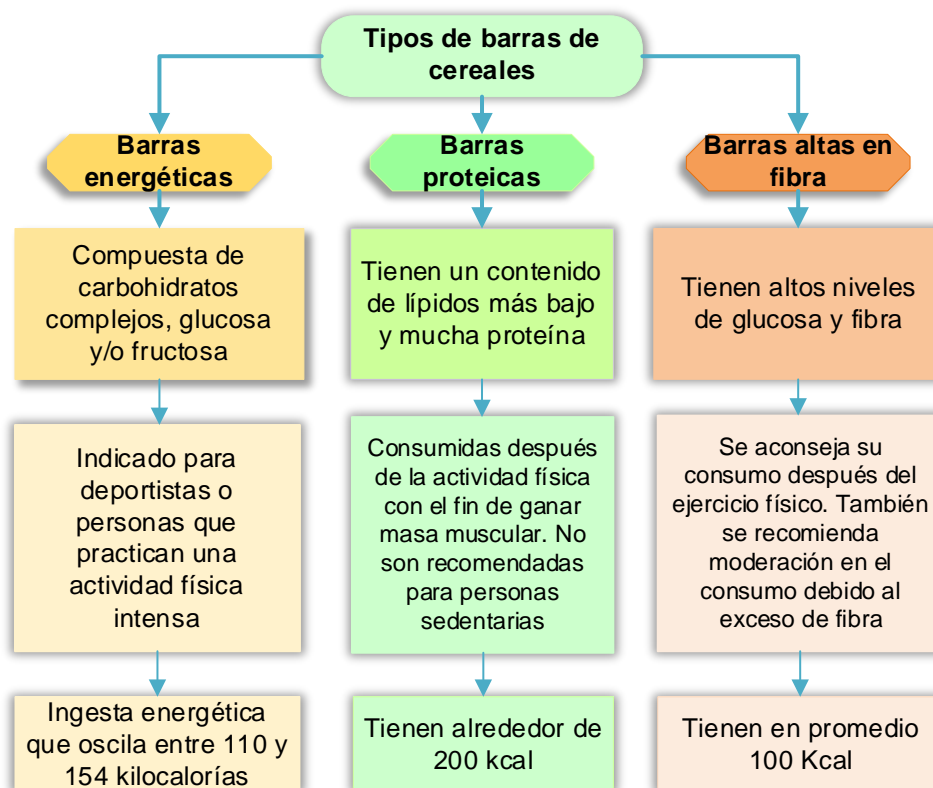 Tipos de barras de
cereales
Barras
energéticas
Barras
proteicas
Barras altas en
fibra
Compuesta de
carbohidratos
complejos, glucosa
y/o fructosa
Tienen un contenido
de lípidos más bajo
y mucha proteína
Tienen altos niveles
de glucosa y fibra
Indicado para
deportistas o
personas que
practican una
actividad física
intensa
Consumidas después
de la actividad física
con el fin de ganar
masa muscular. No
son recomendadas
para personas
sedentarias
Se aconseja su
consumo después del
ejercicio físico. También
se recomienda
moderación en el
consumo debido al
exceso de fibra
Ingesta energética
que oscila entre 110 y
154 kilocalorías
Tienen alrededor de
200 kcal
Tienen en promedio
100 Kcal